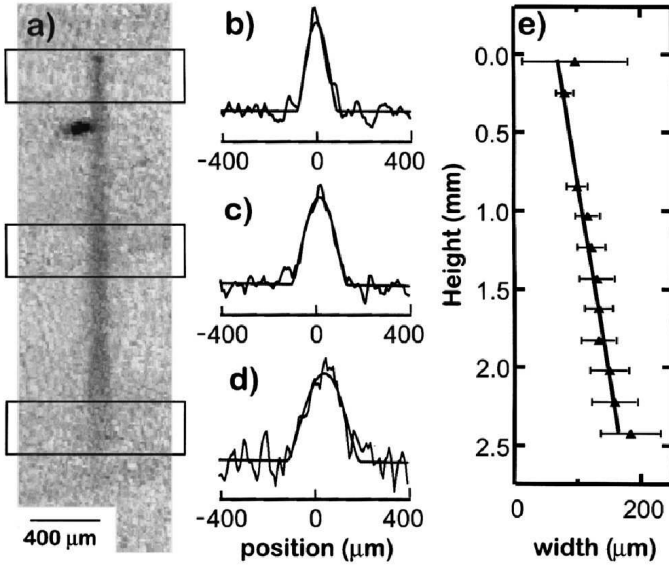 a)
400 μm
b)
-400 0 400
c)
-400 0 400
d)
-400 0 400
position (μm)
e)
0.0
0.5
1.0
1.5
2.0
2.5
Height (mm)
0 200
width (μm)